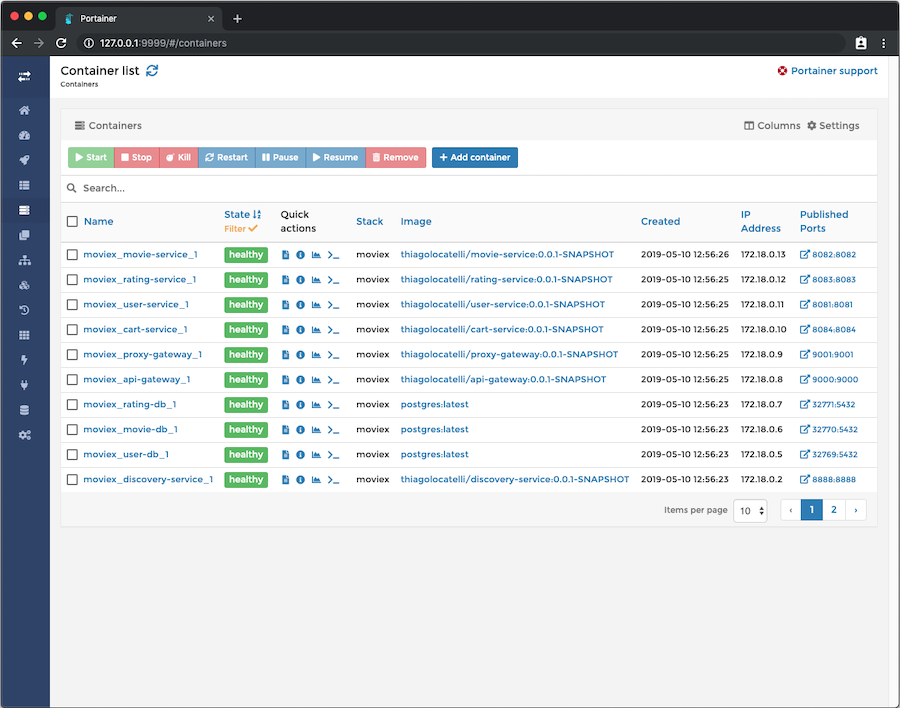 Portainer
127.0.0.1:9999/#/containers
Container list
Portainer support
Containers
Containers
Columns Settings
Start Stop Kill Restart Pause Resume Remove Add container
Search...
Name State Filter Quick actions Stack Image Created IP Address Published Ports
moviex_movie-service_1 healthy moviex thiagolocatelli/movie-service:0.0.1-SNAPSHOT 2019-05-10 12:56:26 172.18.0.13 8082:8082
moviex_rating-service_1 healthy moviex thiagolocatelli/rating-service:0.0.1-SNAPSHOT 2019-05-10 12:56:25 172.18.0.12 8083:8083
moviex_user-service_1 healthy moviex thiagolocatelli/user-service:0.0.1-SNAPSHOT 2019-05-10 12:56:25 172.18.0.11 8081:8081
moviex_cart-service_1 healthy moviex thiagolocatelli/cart-service:0.0.1-SNAPSHOT 2019-05-10 12:56:25 172.18.0.10 8084:8084
moviex_proxy-gateway_1 healthy moviex thiagolocatelli/proxy-gateway:0.0.1-SNAPSHOT 2019-05-10 12:56:25 172.18.0.9 9001:9001
moviex_api-gateway_1 healthy moviex thiagolocatelli/api-gateway:0.0.1-SNAPSHOT 2019-05-10 12:56:25 172.18.0.8 9000:9000
moviex_rating-db_1 healthy moviex postgres:latest 2019-05-10 12:56:23 172.18.0.7 32771:5432
moviex_movie-db_1 healthy moviex postgres:latest 2019-05-10 12:56:23 172.18.0.6 32770:5432
moviex_user-db_1 healthy moviex postgres:latest 2019-05-10 12:56:23 172.18.0.5 32769:5432
moviex_discovery-service_1 healthy moviex thiagolocatelli/discovery-service:0.0.1-SNAPSHOT 2019-05-10 12:56:23 172.18.0.2 8888:8888
Items per page 10 ‹ 1 2 ›